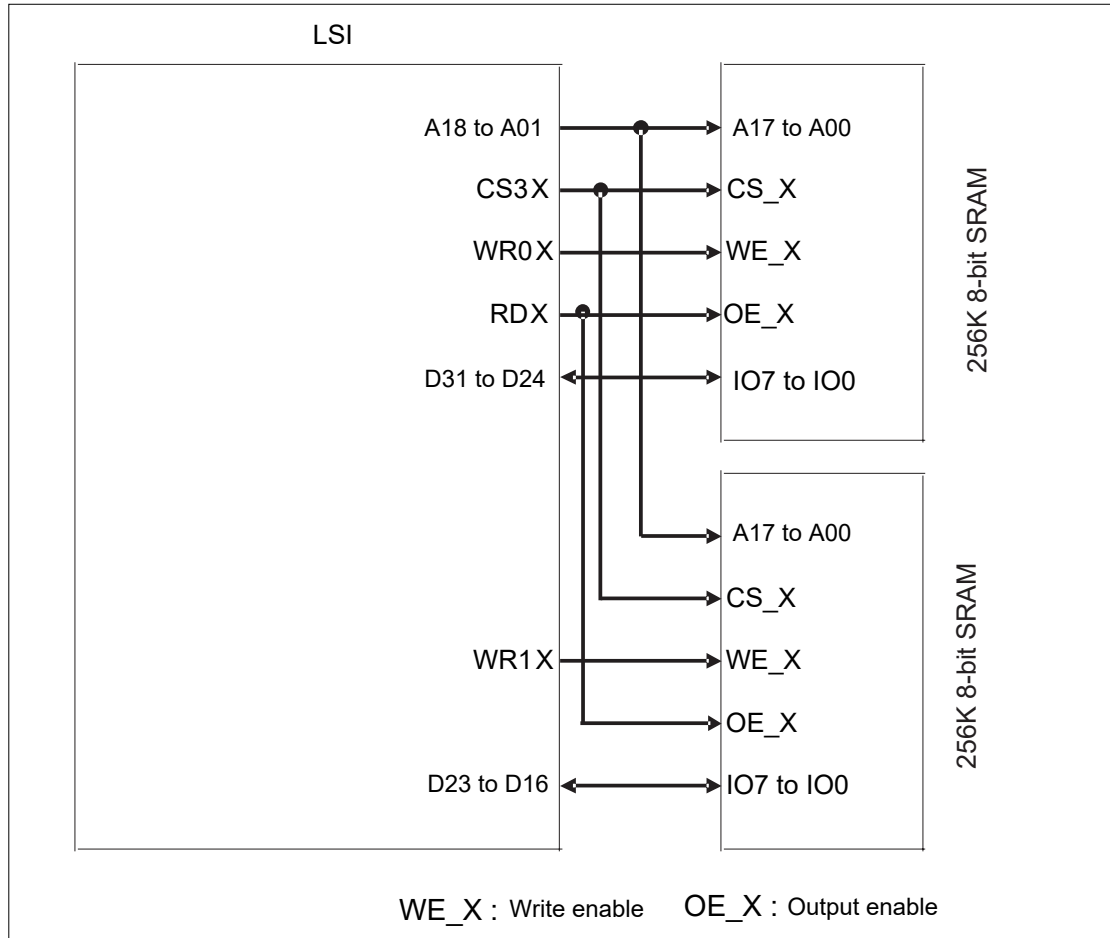 LSI
A18 to A01
A17 to A00
CS3X
CS_X
WR0X
WE_X
RDX
OE_X
D31 to D24
IO7 to IO0
256K 8-bit SRAM
A17 to A00
CS_X
WR1X
WE_X
OE_X
D23 to D16
IO7 to IO0
256K 8-bit SRAM
WE_X : Write enable OE_X : Output enable